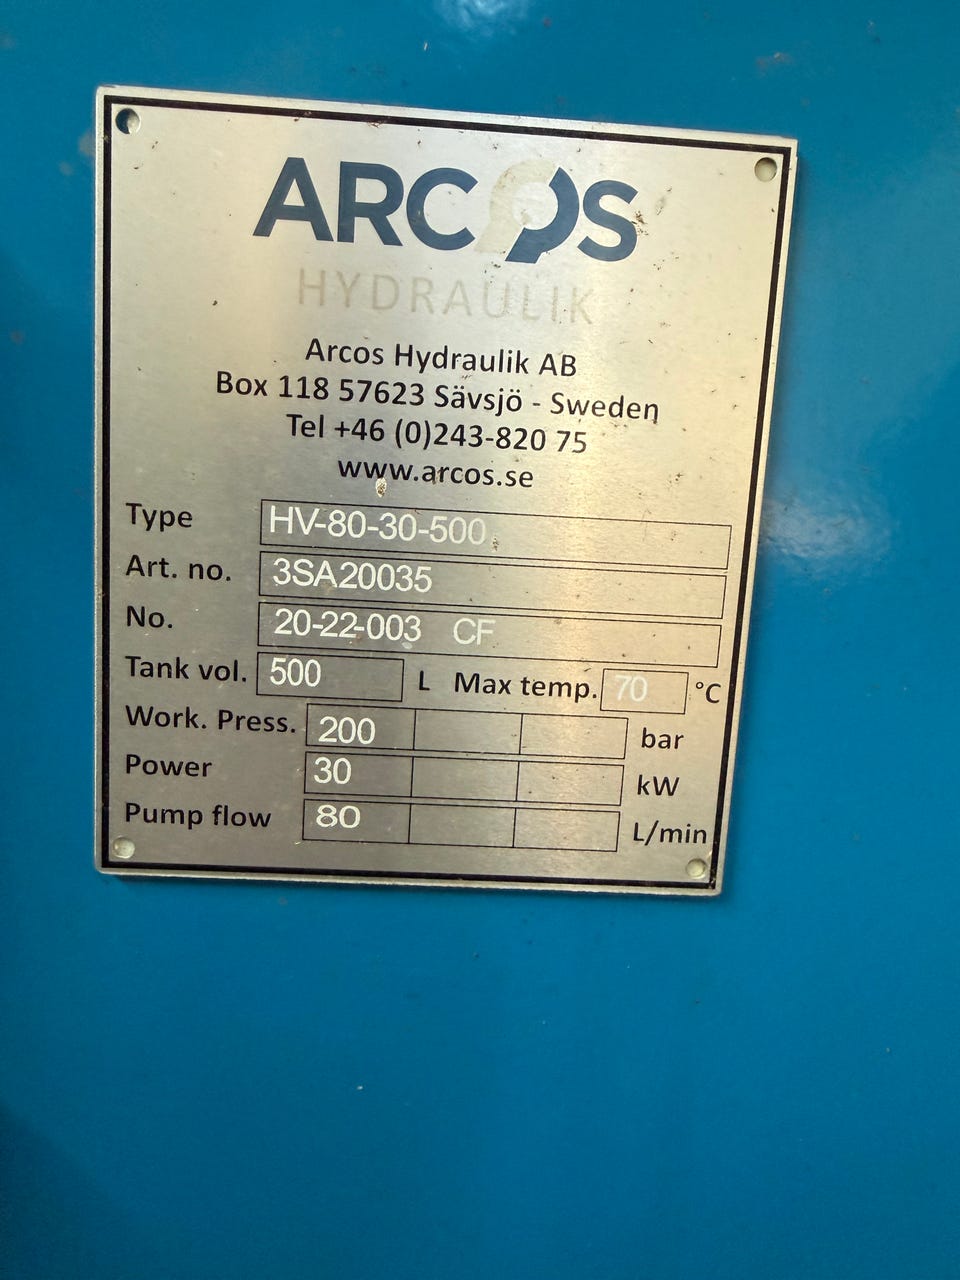 ARCOS
HYDRAULIK
Arcos Hydraulik AB
Box 118 57623 Sävsjö - Sweden
Tel +46 (0)243-820 75
www.arcos.se
Type HV-80-30-500
Art. no. 3SA20035
No. 20-22-003 CF
Tank vol. 500 L Max temp. 70 °C
Work. Press. 200 bar
Power 30 kW
Pump flow 80 L/min